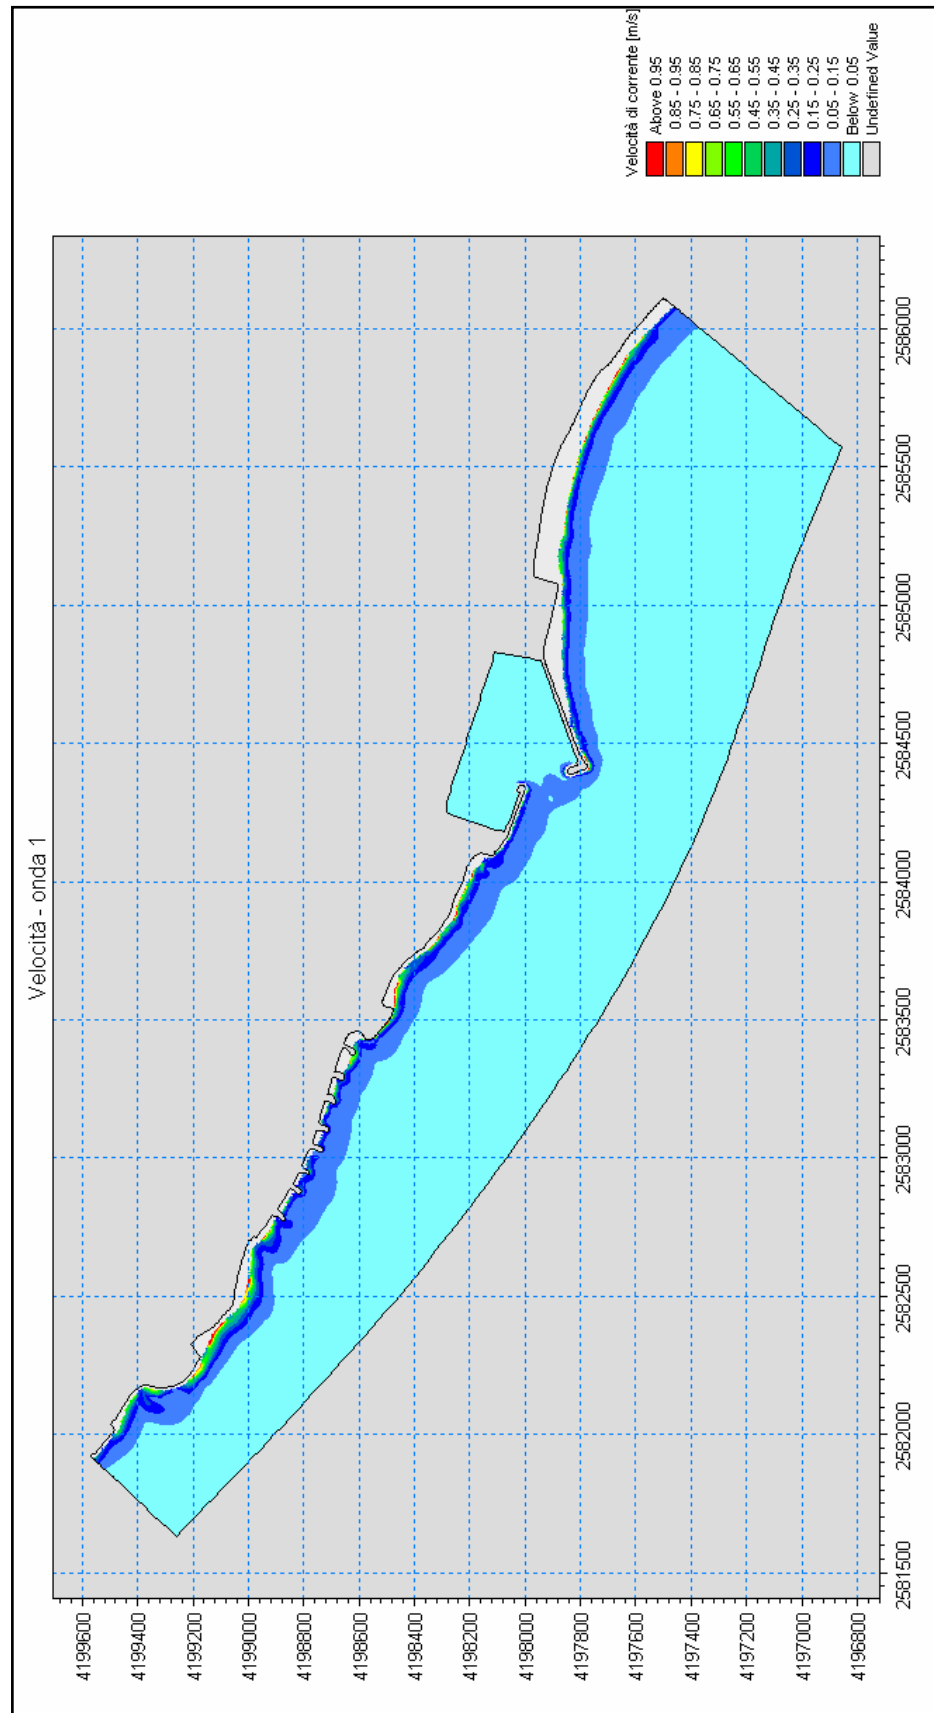 Velocità - onda 1
4199600
4199400
4199200
4199000
4198800
4198600
4198400
4198200
4198000
4197800
4197600
4197400
4197200
4197000
4196800
2581500
2582000
2582500
2583000
2583500
2584000
2584500
2585000
2585500
2586000
Velocità di corrente [m/s]
Above 0.95
0.85 - 0.95
0.75 - 0.85
0.65 - 0.75
0.55 - 0.65
0.45 - 0.55
0.35 - 0.45
0.25 - 0.35
0.15 - 0.25
0.05 - 0.15
Below 0.05
Undefined Value